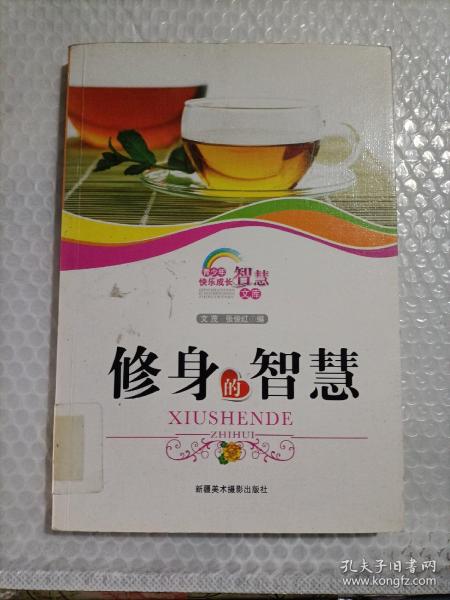 青少年
快乐成长
智慧
文库
文茂 张俊红 编
修身的智慧
XIUSHENDE
ZHIHUI
新疆美术摄影出版社
孔夫子旧书网
www.kongfz.com